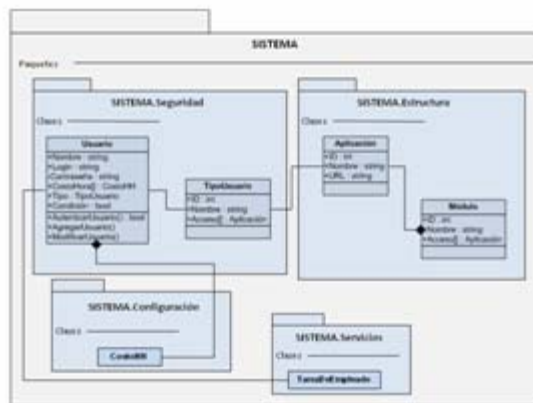 SISTEMA
Paquetes
SISTEMA.Seguridad
Clases
Usuario
+Nombre : string
+Login : string
-Contraseña : string
+CostoHora[] : CostoHH
+Tipo : TipoUsuario
+Condición : bool
+AutenticarUsuario() : bool
+AgregarUsuario()
+ModificarUsuario()
TipoUsuario
+ID : int
+Nombre : string
+Acceso[] : Aplicación
SISTEMA.Estructura
Clases
Aplicación
+ID : int
+Nombre : string
+URL : string
Módulo
+ID : int
+Nombre : string
+Acceso[] : Aplicación
SISTEMA.Configuración
Clases
CostoHH
SISTEMA.Servicios
Clases